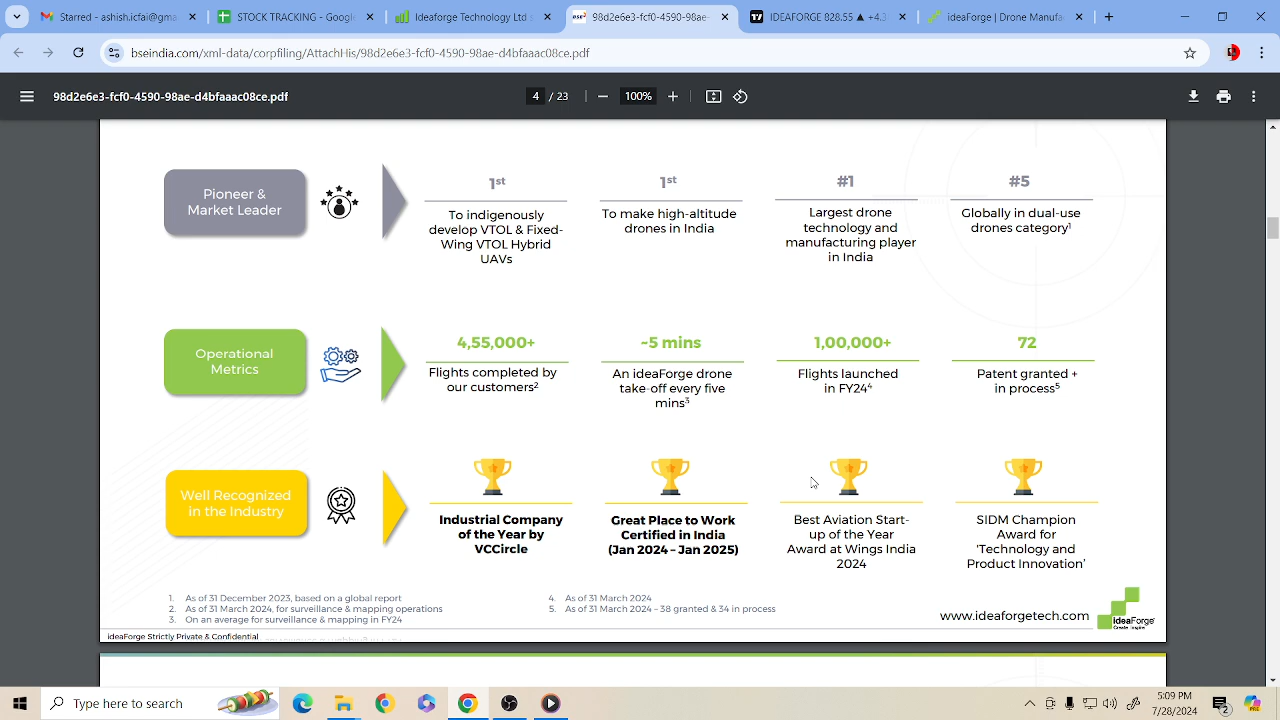 ashish
STOCK TRACKING
ideaForge Technology Ltd
98d2e6e3-fcf0-4590-98ae-
IDEAFORGE 808.55 ▲ +4.3
ideaForge | Drone Manufa
bseindia.com/xml-data/corpfiling/AttachHis/98d2e6e3-fcf0-4590-98ae-d4bfaaac08ce.pdf
98d2e6e3-fcf0-4590-98ae-d4bfaaac08ce.pdf
4 / 23
100%
Pioneer &
Market Leader
1st
To indigenously
develop VTOL & Fixed-
Wing VTOL Hybrid
UAVs
1st
To make high-altitude
drones in India
#1
Largest drone
technology and
manufacturing player
in India
#5
Globally in dual-use
drones category1
Operational
Metrics
4,55,000+
Flights completed by
our customers2
~5 mins
An ideaForge drone
take-off every five
mins3
1,00,000+
Flights launched
in FY244
72
Patent granted +
in process5
Well Recognized
in the Industry
Industrial Company
of the Year by
VCCircle
Great Place to Work
Certified in India
(Jan 2024 – Jan 2025)
Best Aviation Start-
up of the Year
Award at Wings India
2024
SIDM Champion
Award for
'Technology and
Product Innovation'
1. As of 31 December 2023, based on a global report
2. As of 31 March 2024, for surveillance & mapping operations
3. On an average for surveillance & mapping in FY24
4. As of 31 March 2024
5. As of 31 March 2024 – 38 granted & 34 in process
www.ideaforgetech.com
ideaForge
ideaForge Strictly Private & Confidential
Type here to search
5:09 PM
7/28/2024
2